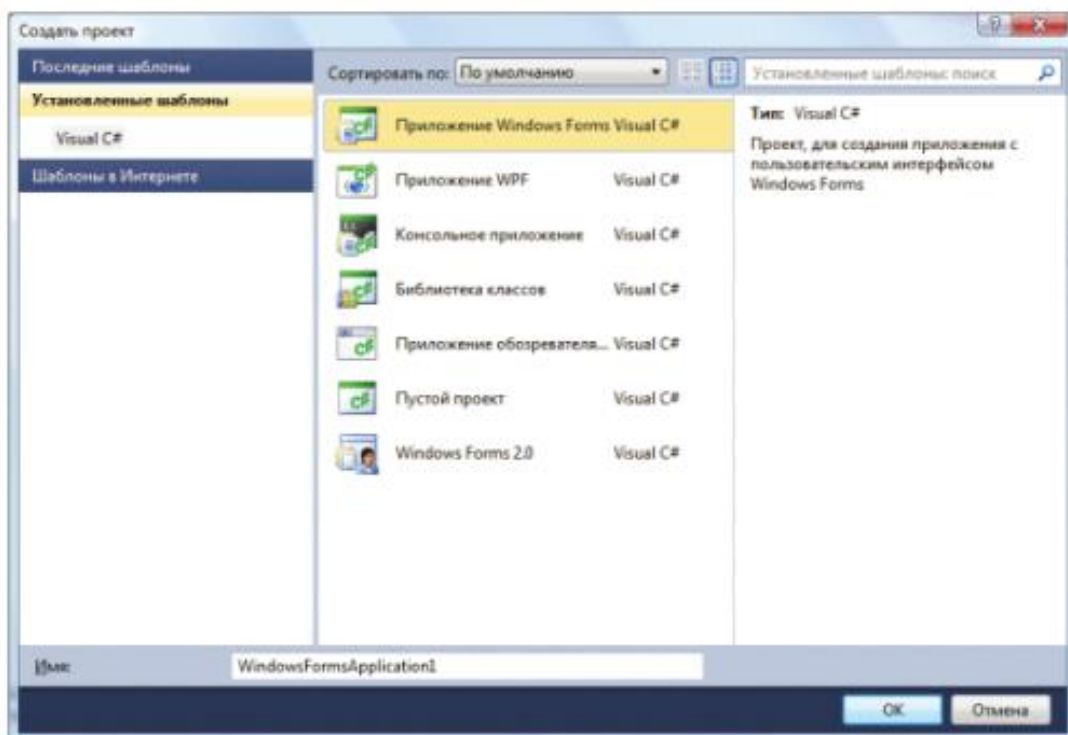 Создать проект
Последние шаблоны
Установленные шаблоны
Visual C#
Шаблоны в Интернете
Сортировать по: По умолчанию
Установленные шаблоны: поиск
Приложение Windows Forms Visual C#
Приложение WPF Visual C#
Консольное приложение Visual C#
Библиотека классов Visual C#
Приложение обозревателя... Visual C#
Пустой проект Visual C#
Windows Forms 2.0 Visual C#
Тип: Visual C#
Проект, для создания приложения с
пользовательским интерфейсом
Windows Forms
Имя: WindowsFormsApplication1
OK Отмена